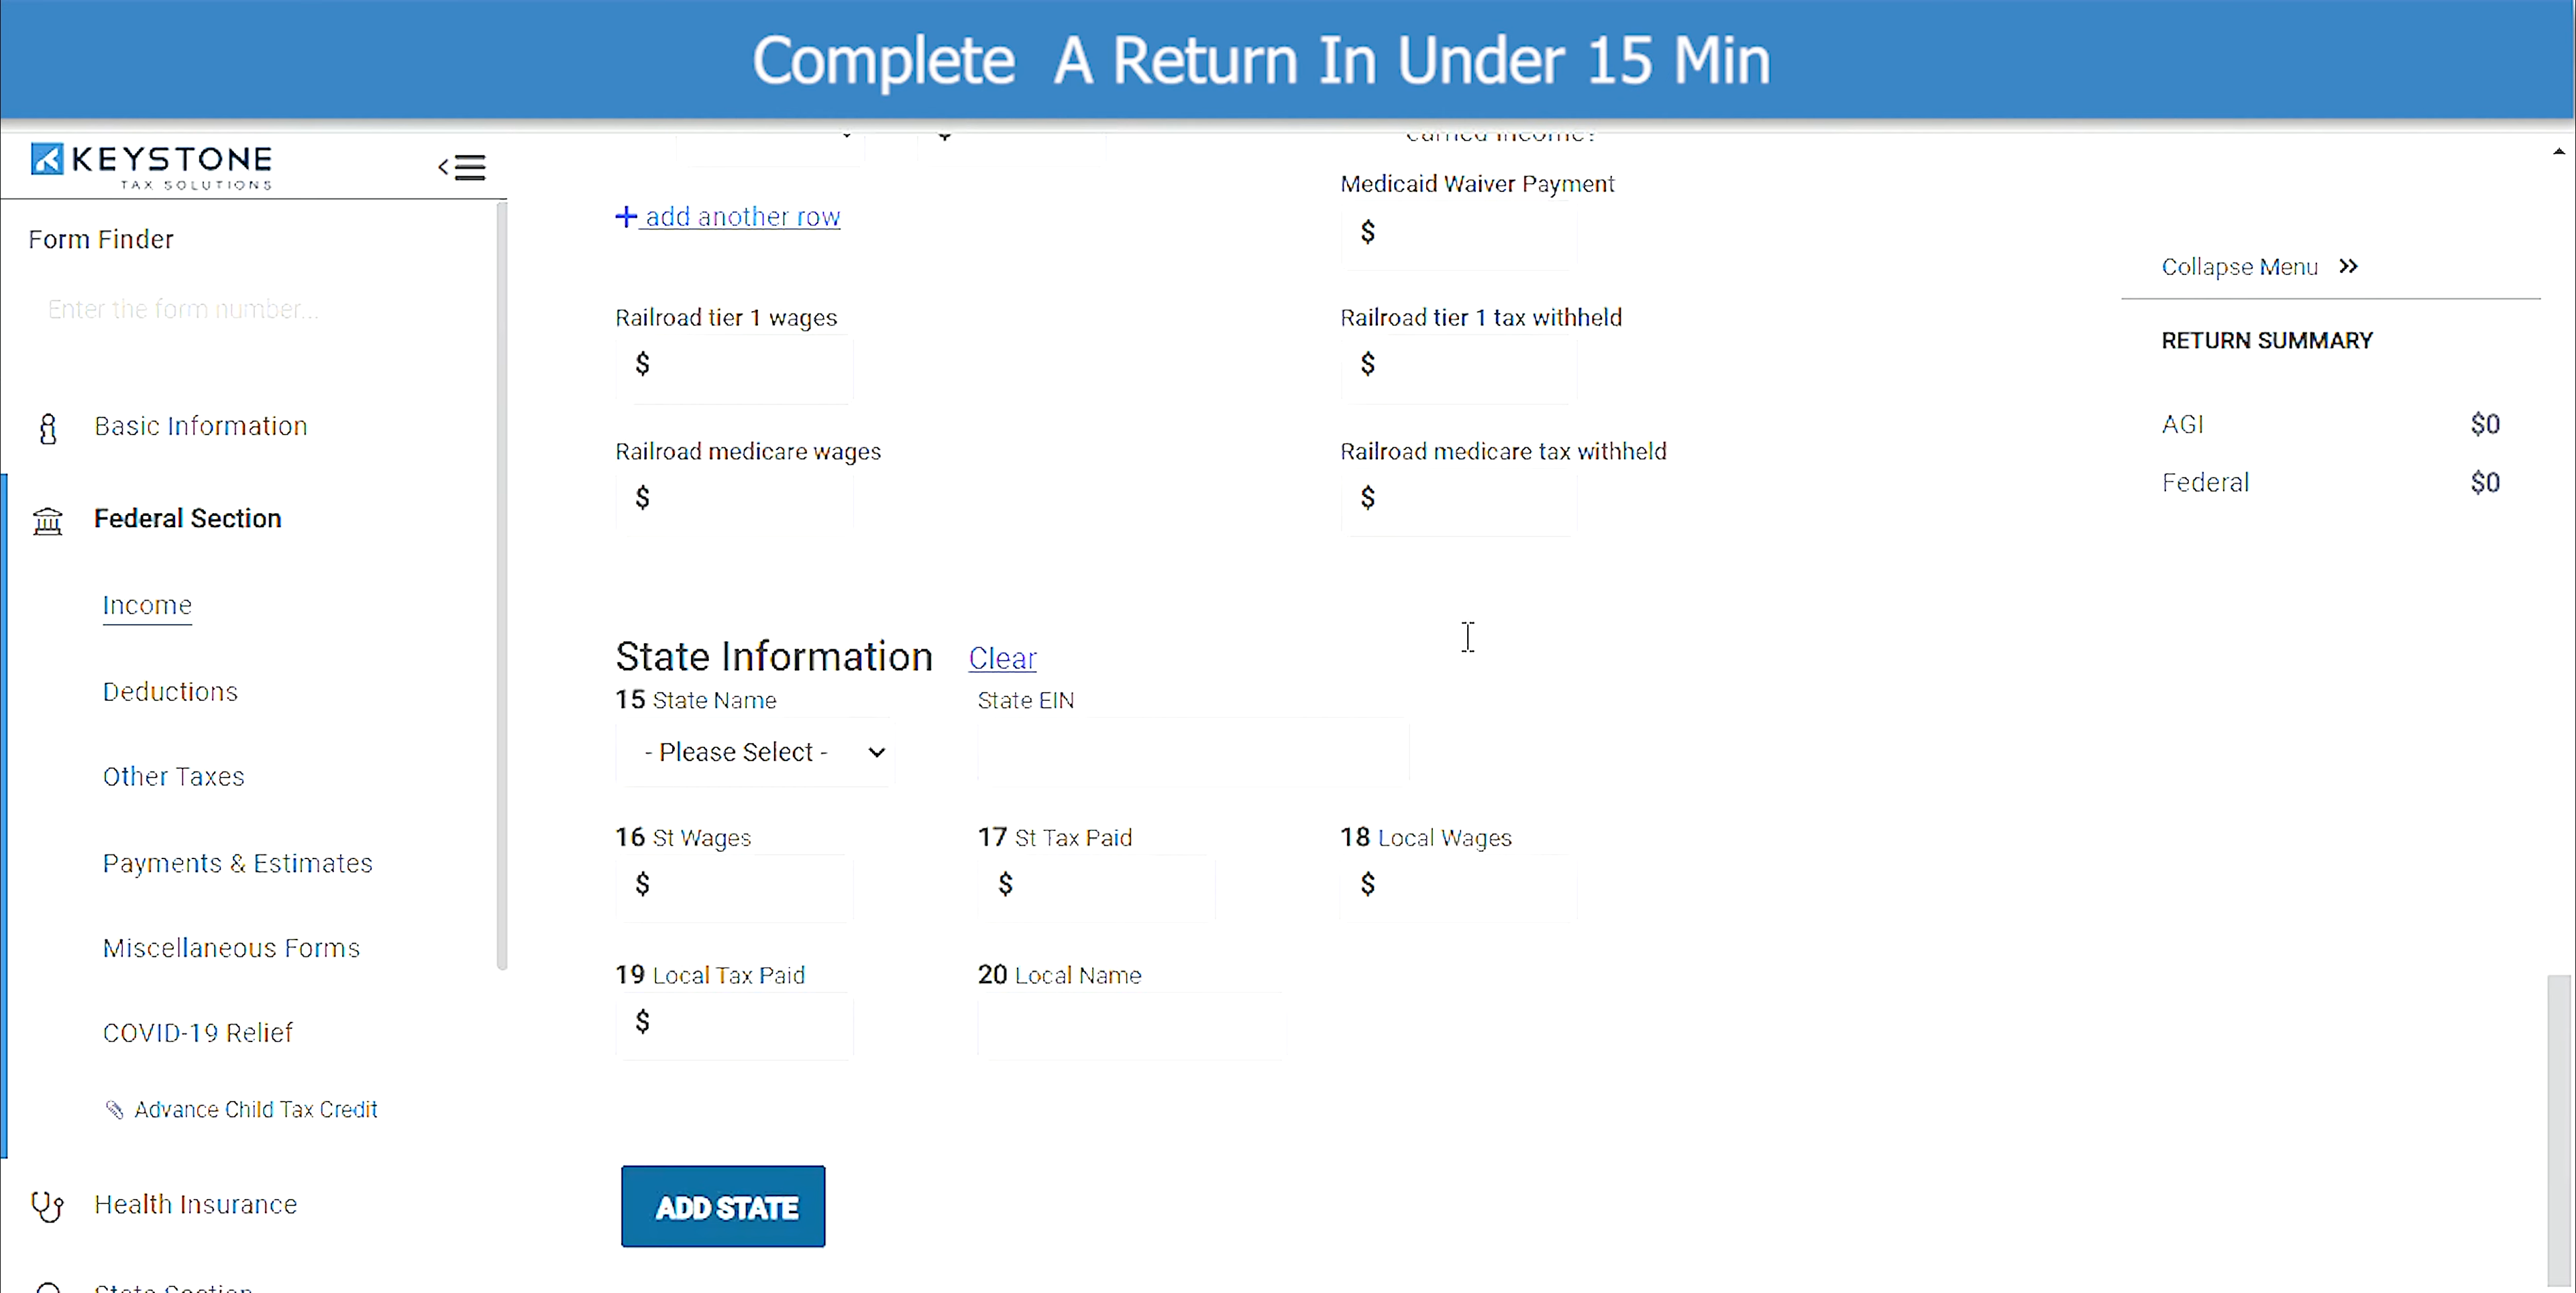 Complete A Return In Under 15 Min
KEYSTONE
TAX SOLUTIONS
Form Finder
Enter the form number...
Basic Information
Federal Section
Income
Deductions
Other Taxes
Payments & Estimates
Miscellaneous Forms
COVID-19 Relief
Advance Child Tax Credit
Health Insurance
State Section
earned income?
+ add another row
Medicaid Waiver Payment
$
Railroad tier 1 wages
$
Railroad tier 1 tax withheld
$
Railroad medicare wages
$
Railroad medicare tax withheld
$
State Information Clear
15 State Name
- Please Select -
State EIN
16 St Wages
$
17 St Tax Paid
$
18 Local Wages
$
19 Local Tax Paid
$
20 Local Name
ADD STATE
Collapse Menu »
RETURN SUMMARY
AGI $0
Federal $0